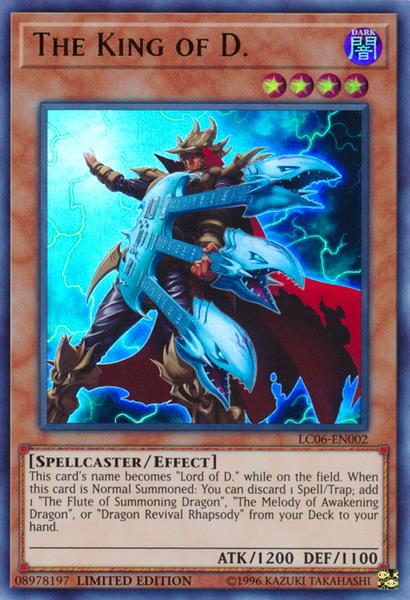 THE KING OF D.
DARK
闇
LC06-EN002
[SPELLCASTER/EFFECT]
This card's name becomes "Lord of D." while on the field. When
this card is Normal Summoned: You can discard 1 Spell/Trap; add
1 "The Flute of Summoning Dragon", "The Melody of Awakening
Dragon", or "Dragon Revival Rhapsody" from your Deck to your
hand.
ATK/1200 DEF/1100
08978197 LIMITED EDITION ©1996 KAZUKI TAKAHASHI